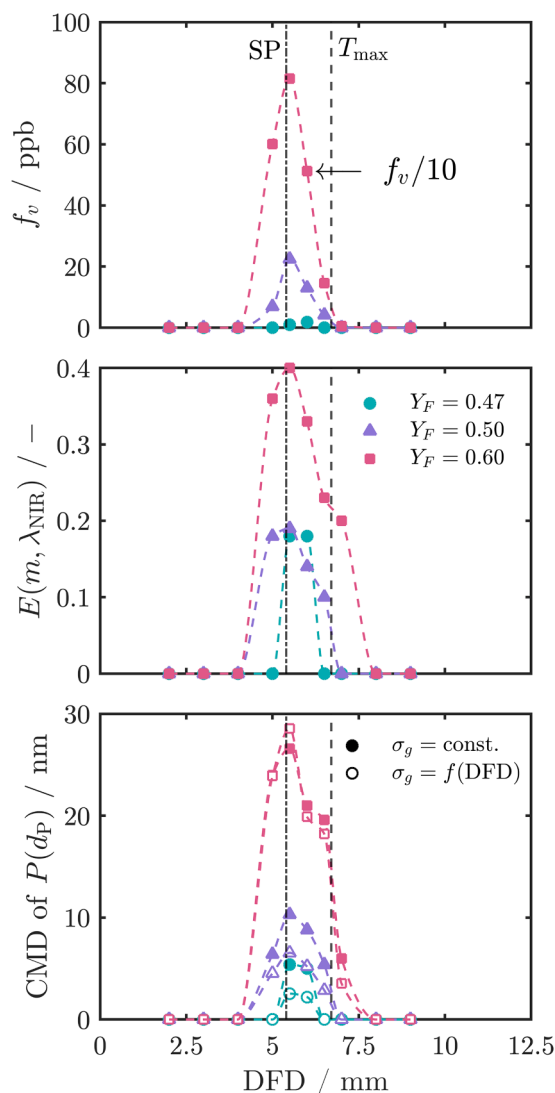 100
80
60
40
20
0
f_v / ppb
SP
T_max
f_v/10
0.4
0.3
0.2
0.1
0
E(m, λ_NIR) / −
Y_F = 0.47
Y_F = 0.50
Y_F = 0.60
30
20
10
0
CMD of P(d_P) / nm
σ_g = const.
σ_g = f(DFD)
0
2.5
5
7.5
10
12.5
DFD / mm